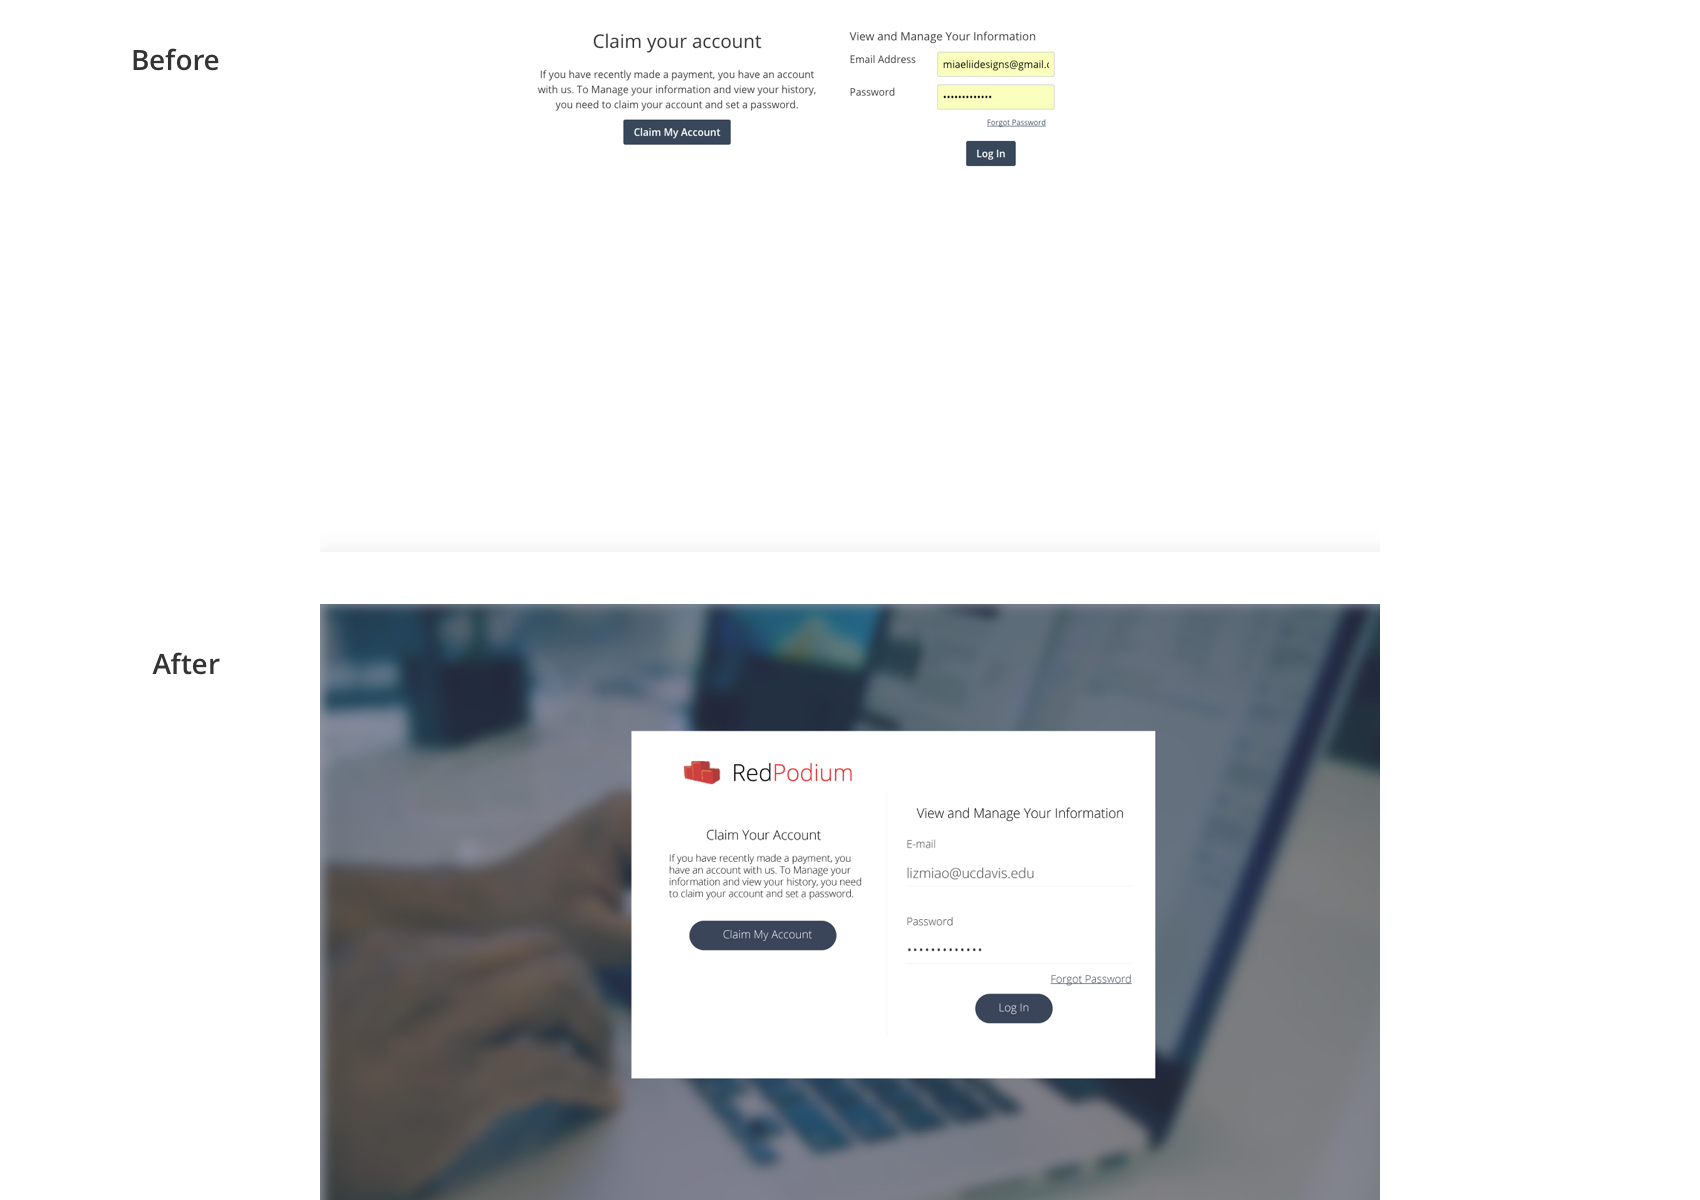 Before
Claim your account
If you have recently made a payment, you have an account
with us. To Manage your information and view your history,
you need to claim your account and set a password.
Claim My Account
View and Manage Your Information
Email Address
miaeliidesigns@gmail.c
Password
•••••••••••••
Forgot Password
Log In
After
RedPodium
Claim Your Account
If you have recently made a payment, you
have an account with us. To Manage your
information and view your history, you need
to claim your account and set a password.
Claim My Account
View and Manage Your Information
E-mail
lizmiao@ucdavis.edu
Password
•••••••••••••
Forgot Password
Log In